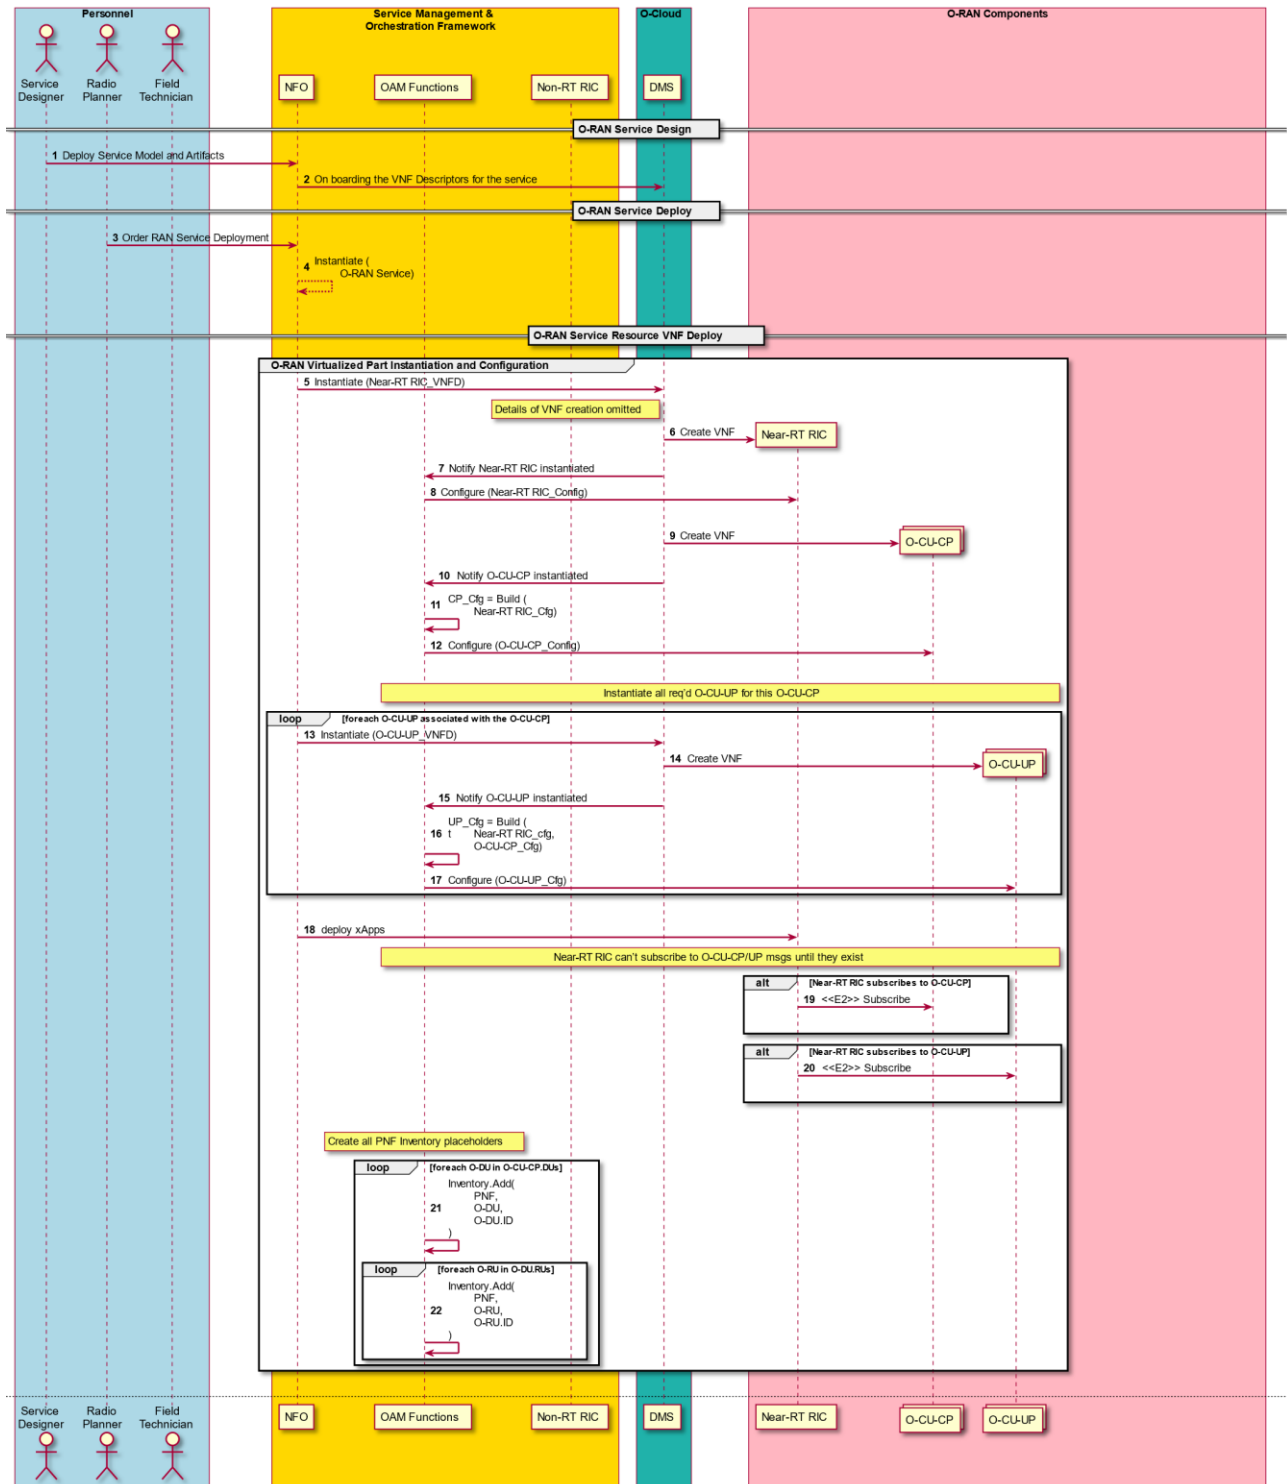 Personnel
Service Management &
Orchestration Framework
O-Cloud
O-RAN Components
Service
Designer
Radio
Planner
Field
Technician
NFO
OAM Functions
Non-RT RIC
DMS
O-RAN Service Design
1 Deploy Service Model and Artifacts
2 On boarding the VNF Descriptors for the service
O-RAN Service Deploy
3 Order RAN Service Deployment
4 Instantiate (
O-RAN Service)
O-RAN Service Resource VNF Deploy
O-RAN Virtualized Part Instantiation and Configuration
5 Instantiate (Near-RT RIC_VNFD)
Details of VNF creation omitted
6 Create VNF
Near-RT RIC
7 Notify Near-RT RIC instantiated
8 Configure (Near-RT RIC_Config)
9 Create VNF
O-CU-CP
10 Notify O-CU-CP instantiated
11 CP_Cfg = Build (
Near-RT RIC_Cfg)
12 Configure (O-CU-CP_Config)
Instantiate all req'd O-CU-UP for this O-CU-CP
loop [foreach O-CU-UP associated with the O-CU-CP]
13 Instantiate (O-CU-UP_VNFD)
14 Create VNF
O-CU-UP
15 Notify O-CU-UP instantiated
UP_Cfg = Build (
16 t Near-RT RIC_cfg,
O-CU-CP_Cfg)
17 Configure (O-CU-UP_Cfg)
18 deploy xApps
Near-RT RIC can't subscribe to O-CU-CP/UP msgs until they exist
alt [Near-RT RIC subscribes to O-CU-CP]
19 <<E2>> Subscribe
alt [Near-RT RIC subscribes to O-CU-UP]
20 <<E2>> Subscribe
Create all PNF Inventory placeholders
loop [foreach O-DU in O-CU-CP.DUs]
Inventory.Add(
PNF,
21 O-DU,
O-DU.ID
)
loop [foreach O-RU in O-DU.RUs]
Inventory.Add(
PNF,
22 O-RU,
O-RU.ID
)
Service
Designer
Radio
Planner
Field
Technician
NFO
OAM Functions
Non-RT RIC
DMS
Near-RT RIC
O-CU-CP
O-CU-UP